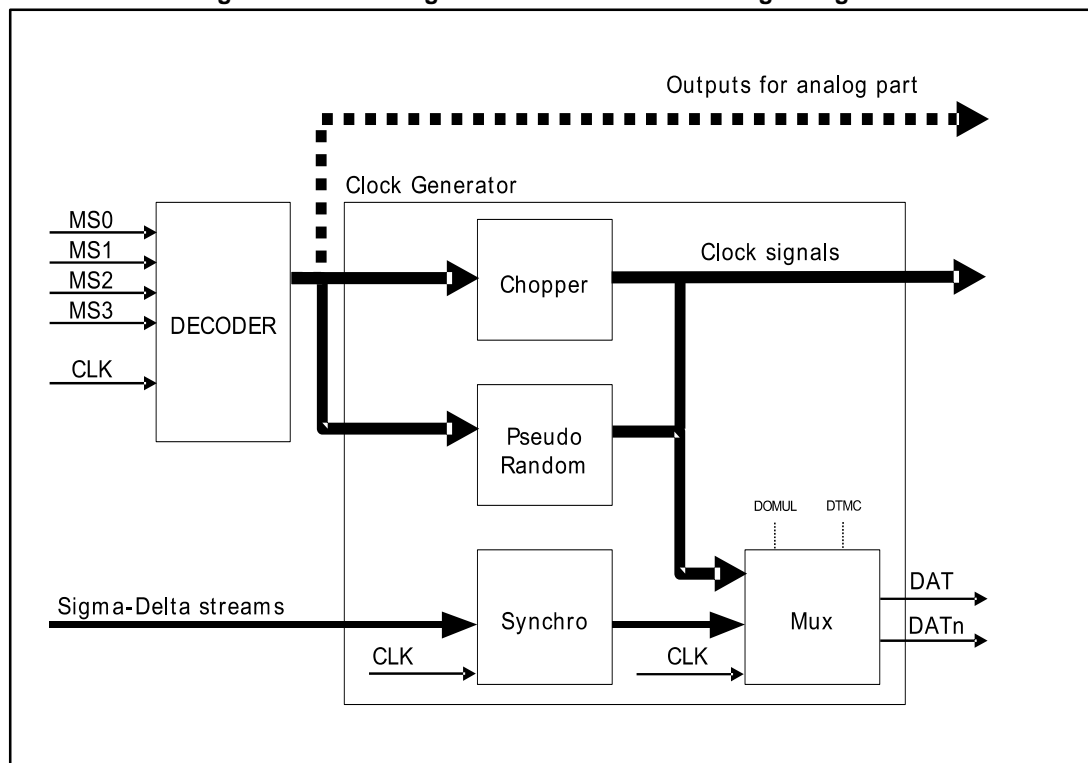 Outputs for analog part
Clock Generator
MS0
MS1
MS2
MS3
CLK
DECODER
Chopper
Clock signals
Pseudo
Random
DOMUL
DTMC
Sigma-Delta streams
Synchro
CLK
CLK
Mux
DAT
DATn